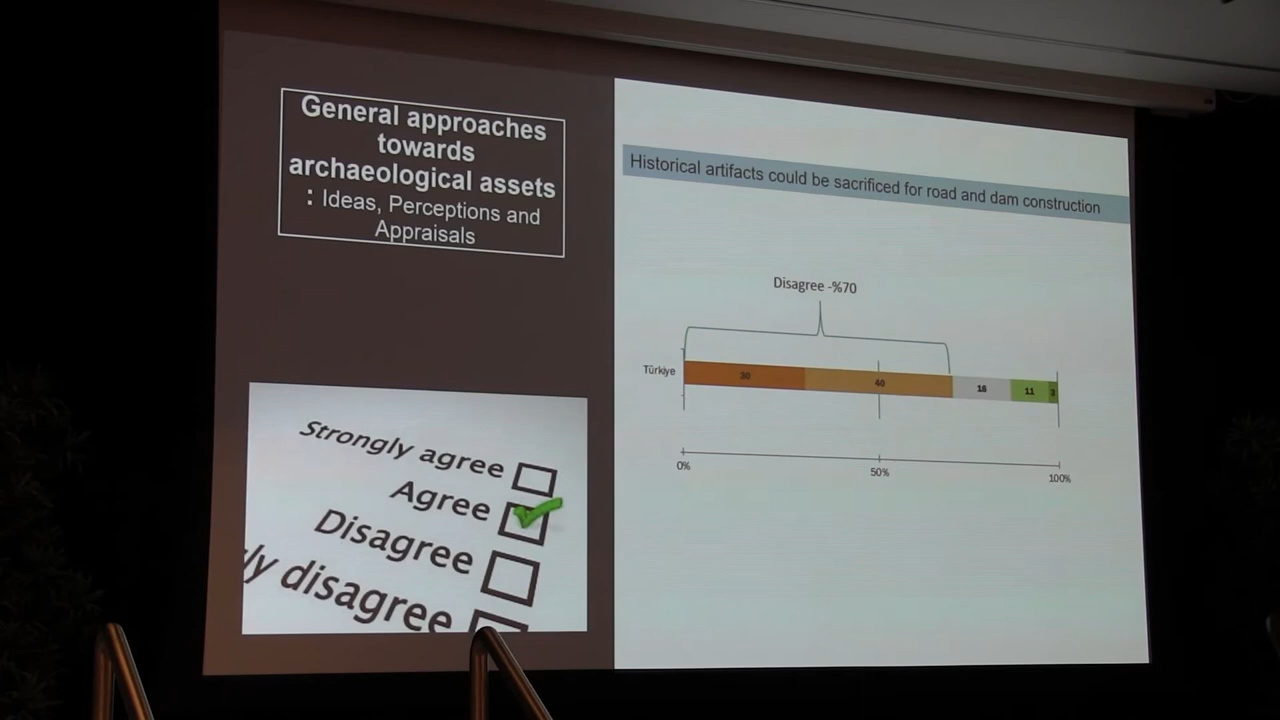 General approaches
towards
archaeological assets
: Ideas, Perceptions and
Appraisals
Strongly agree
Agree
Disagree
ly disagree
Historical artifacts could be sacrificed for road and dam construction
Disagree -%70
Türkiye
30 40 16 11 3
0% 50% 100%